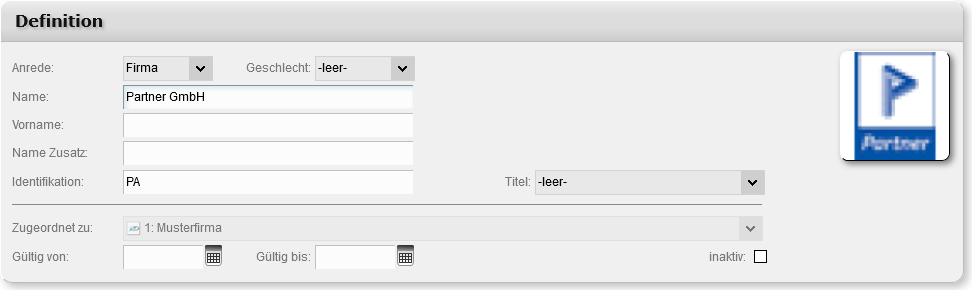 Definition
Anrede: Firma Geschlecht: -leer-
Name: Partner GmbH
Vorname:
Name Zusatz:
Identifikation: PA Titel: -leer-
Zugeordnet zu: 1: Musterfirma
Gültig von: Gültig bis: inaktiv:
Partner